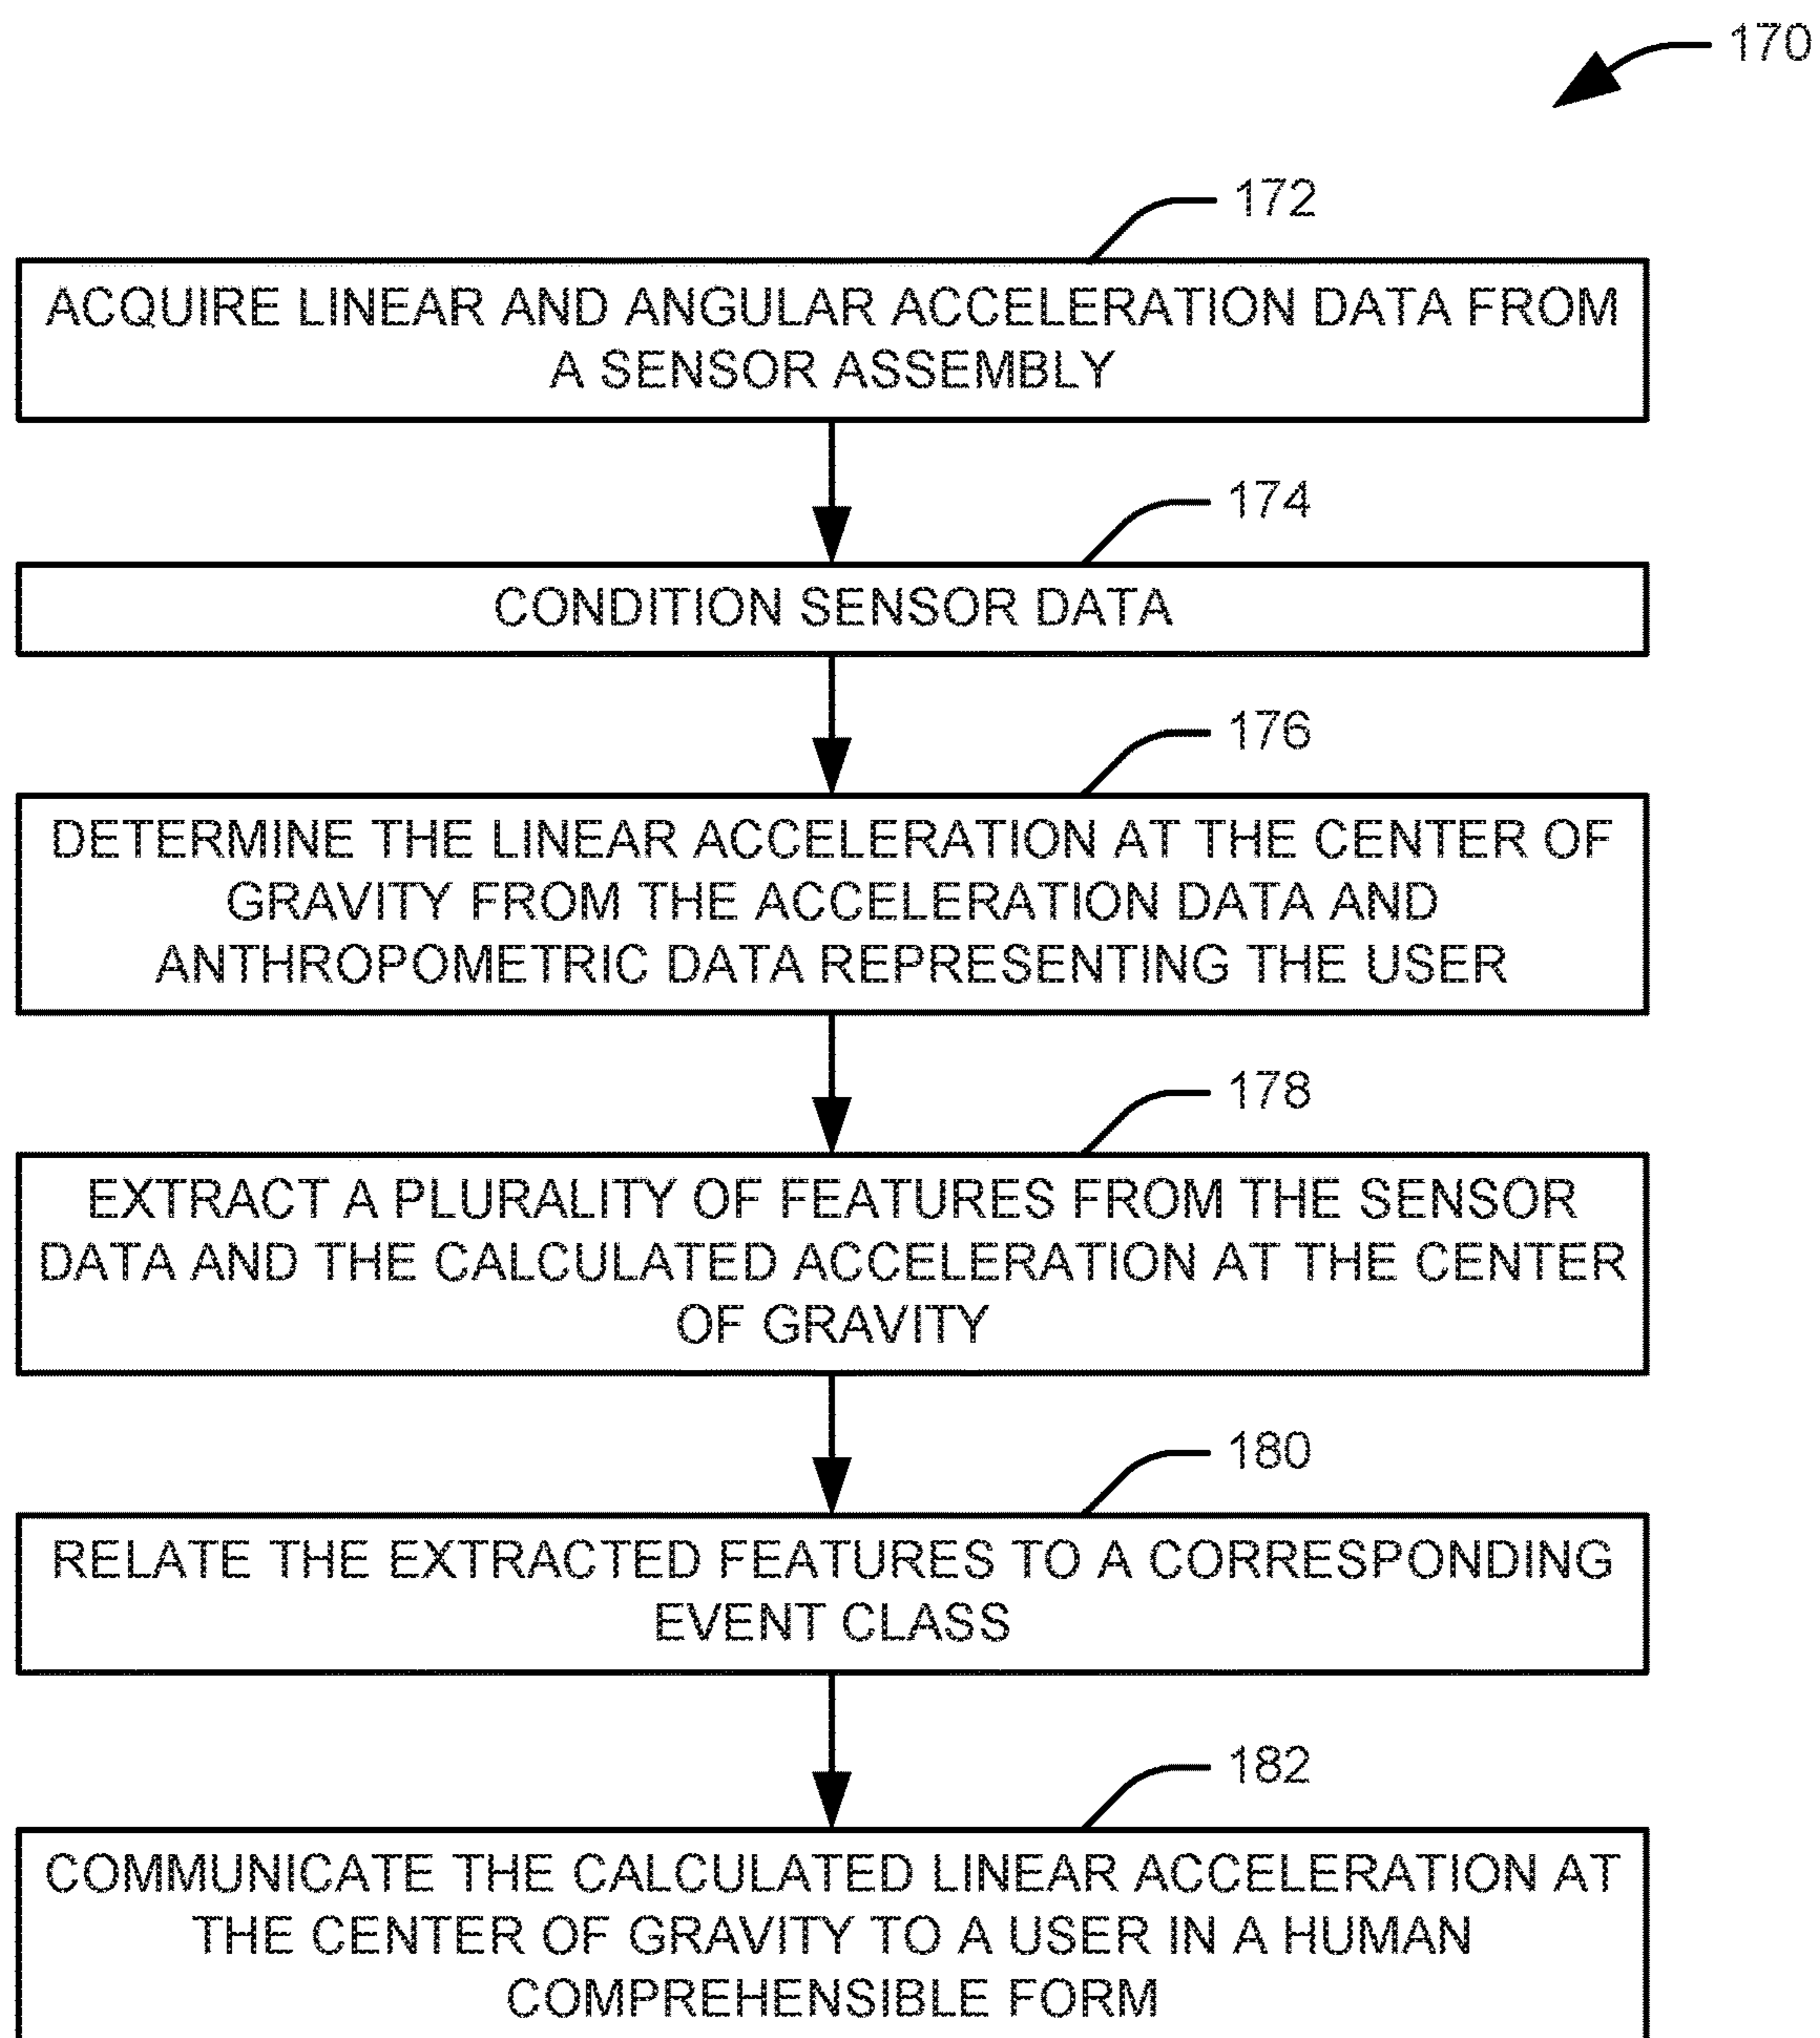 170
172
ACQUIRE LINEAR AND ANGULAR ACCELERATION DATA FROM
A SENSOR ASSEMBLY
174
CONDITION SENSOR DATA
176
DETERMINE THE LINEAR ACCELERATION AT THE CENTER OF
GRAVITY FROM THE ACCELERATION DATA AND
ANTHROPOMETRIC DATA REPRESENTING THE USER
178
EXTRACT A PLURALITY OF FEATURES FROM THE SENSOR
DATA AND THE CALCULATED ACCELERATION AT THE CENTER
OF GRAVITY
180
RELATE THE EXTRACTED FEATURES TO A CORRESPONDING
EVENT CLASS
182
COMMUNICATE THE CALCULATED LINEAR ACCELERATION AT
THE CENTER OF GRAVITY TO A USER IN A HUMAN
COMPREHENSIBLE FORM